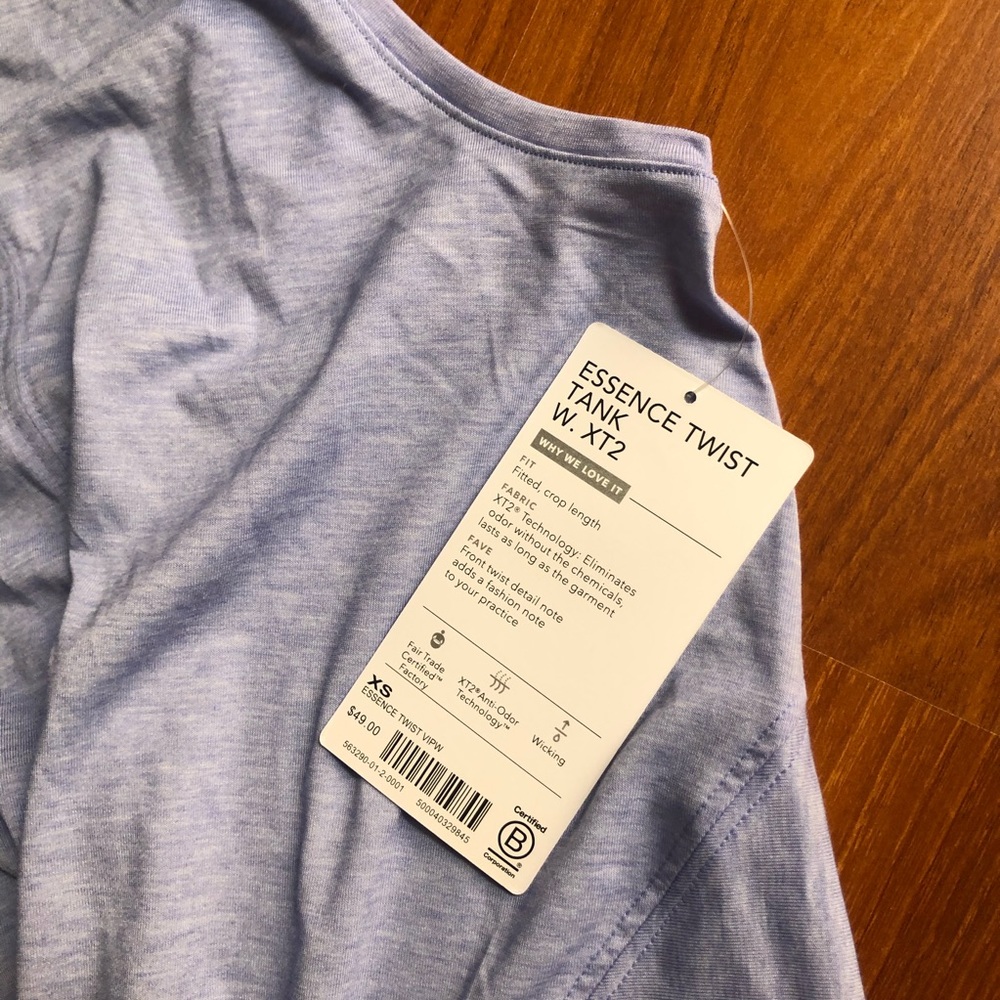 ESSENCE TWIST
TANK
W. XT2
WHY WE LOVE IT
FIT
Fitted, crop length
FABRIC
XT2® Technology: Eliminates
odor without the chemicals,
lasts as long as the garment
FAVE
Front twist detail note
adds a fashion note
to your practice
Fair Trade
Certified™
Factory
XT2®Anti-Odor
Technology™
Wicking
XS
ESSENCE TWIST VIPW
$49.00
563290-01-2-0001
500040329845
Certified
B
®
Corporation